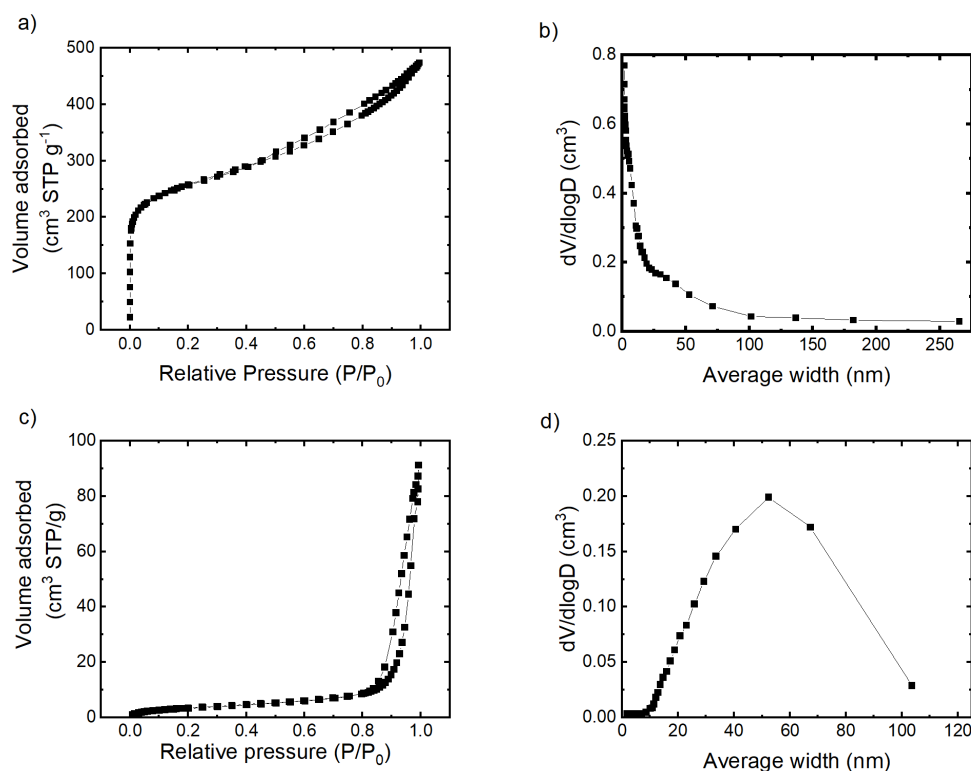 a)
500
400
300
200
100
0
Volume adsorbed
(cm³ STP g⁻¹)
0.0 0.2 0.4 0.6 0.8 1.0
Relative Pressure (P/P₀)
b)
0.8
0.6
0.4
0.2
0.0
dV/dlogD (cm³)
0 50 100 150 200 250
Average width (nm)
c)
100
80
60
40
20
0
Volume adsorbed
(cm³ STP/g)
0.0 0.2 0.4 0.6 0.8 1.0
Relative pressure (P/P₀)
d)
0.25
0.20
0.15
0.10
0.05
0.00
dV/dlogD (cm³)
0 20 40 60 80 100 120
Average width (nm)